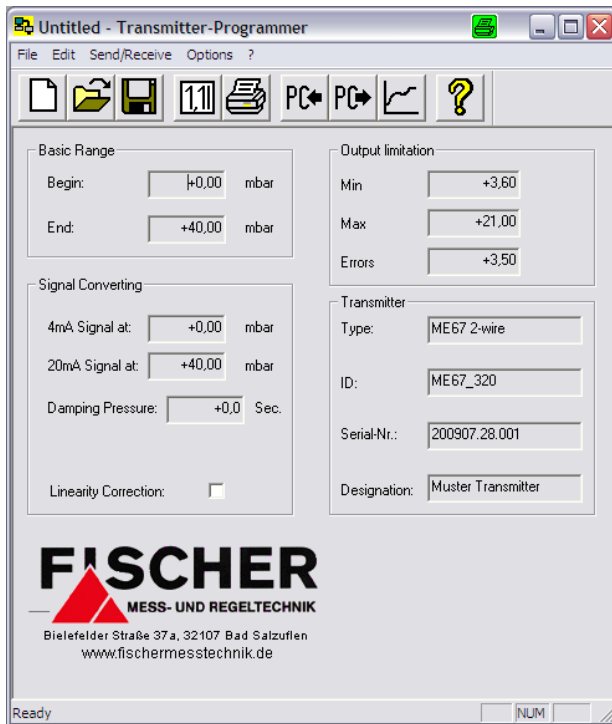 Untitled - Transmitter-Programmer
File Edit Send/Receive Options ?
1,1 PC PC ?
Basic Range
Begin: +0,00 mbar
End: +40,00 mbar
Signal Converting
4mA Signal at: +0,00 mbar
20mA Signal at: +40,00 mbar
Damping Pressure: +0,0 Sec.
Linearity Correction:
Output limitation
Min +3,60
Max +21,00
Errors +3,50
Transmitter
Type: ME67 2-wire
ID: ME67_320
Serial-Nr.: 200907.28.001
Designation: Muster Transmitter
FISCHER
MESS- UND REGELTECHNIK
Bielefelder Straße 37a, 32107 Bad Salzuflen
www.fischermesstechnik.de
Ready NUM